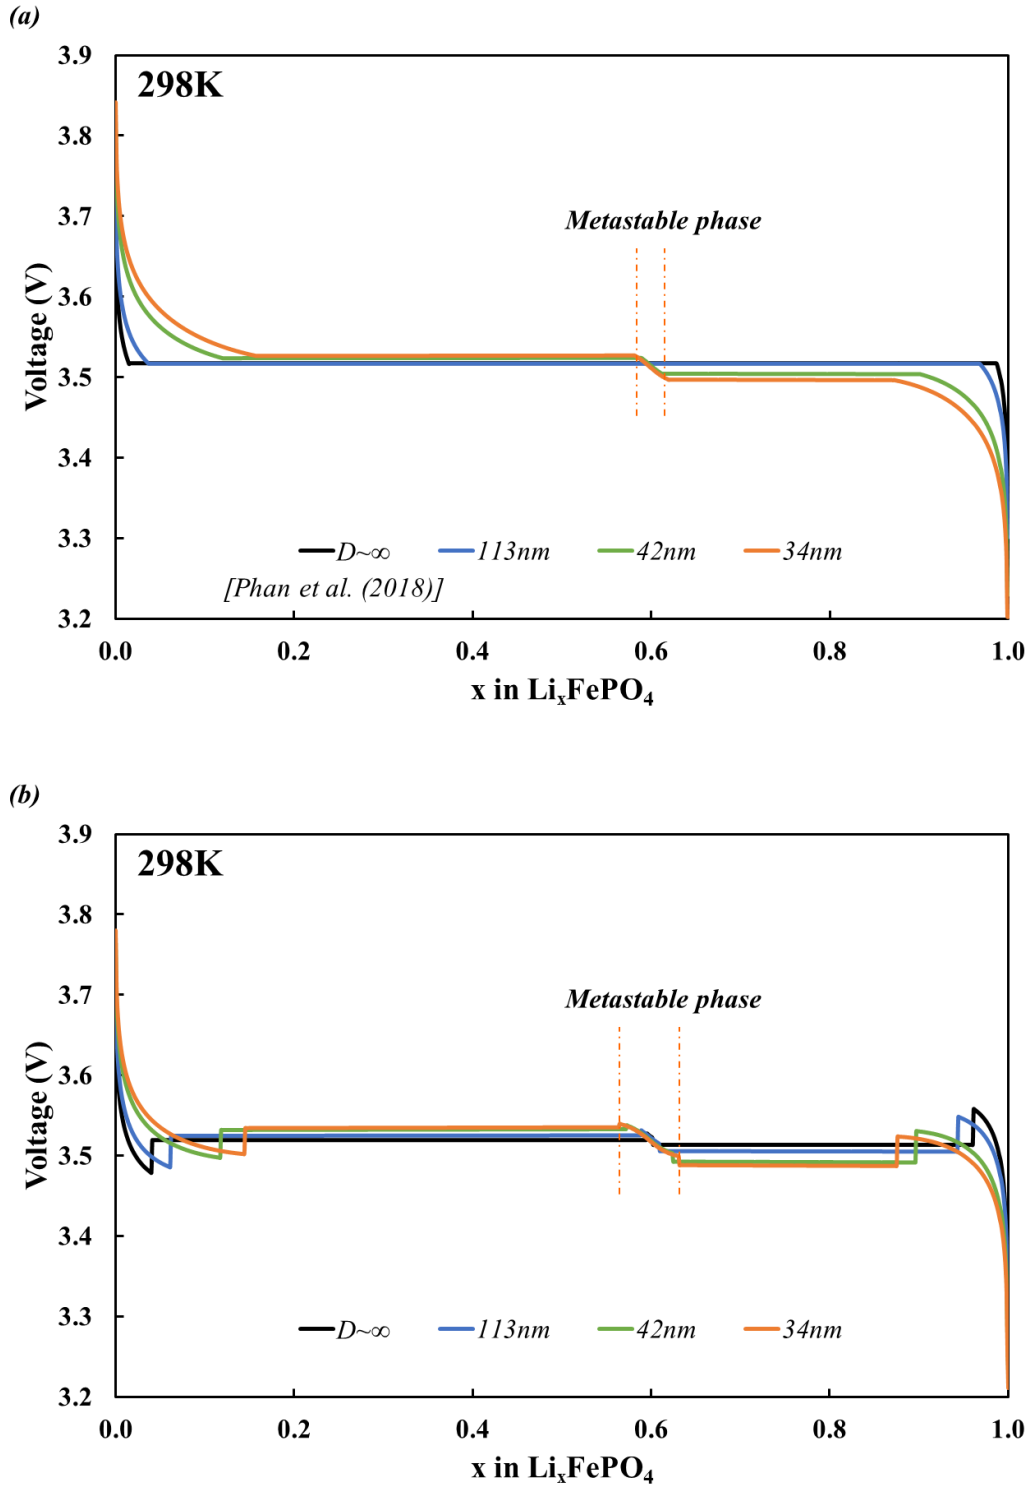 (a)
3.9
298K
3.8
3.7
Metastable phase
3.6
Voltage (V)
3.5
3.4
3.3
D~∞ 113nm 42nm 34nm
[Phan et al. (2018)]
3.2
0.0 0.2 0.4 0.6 0.8 1.0
x in LiₓFePO₄
(b)
3.9
298K
3.8
3.7
Metastable phase
3.6
Voltage (V)
3.5
3.4
3.3
D~∞ 113nm 42nm 34nm
3.2
0.0 0.2 0.4 0.6 0.8 1.0
x in LiₓFePO₄